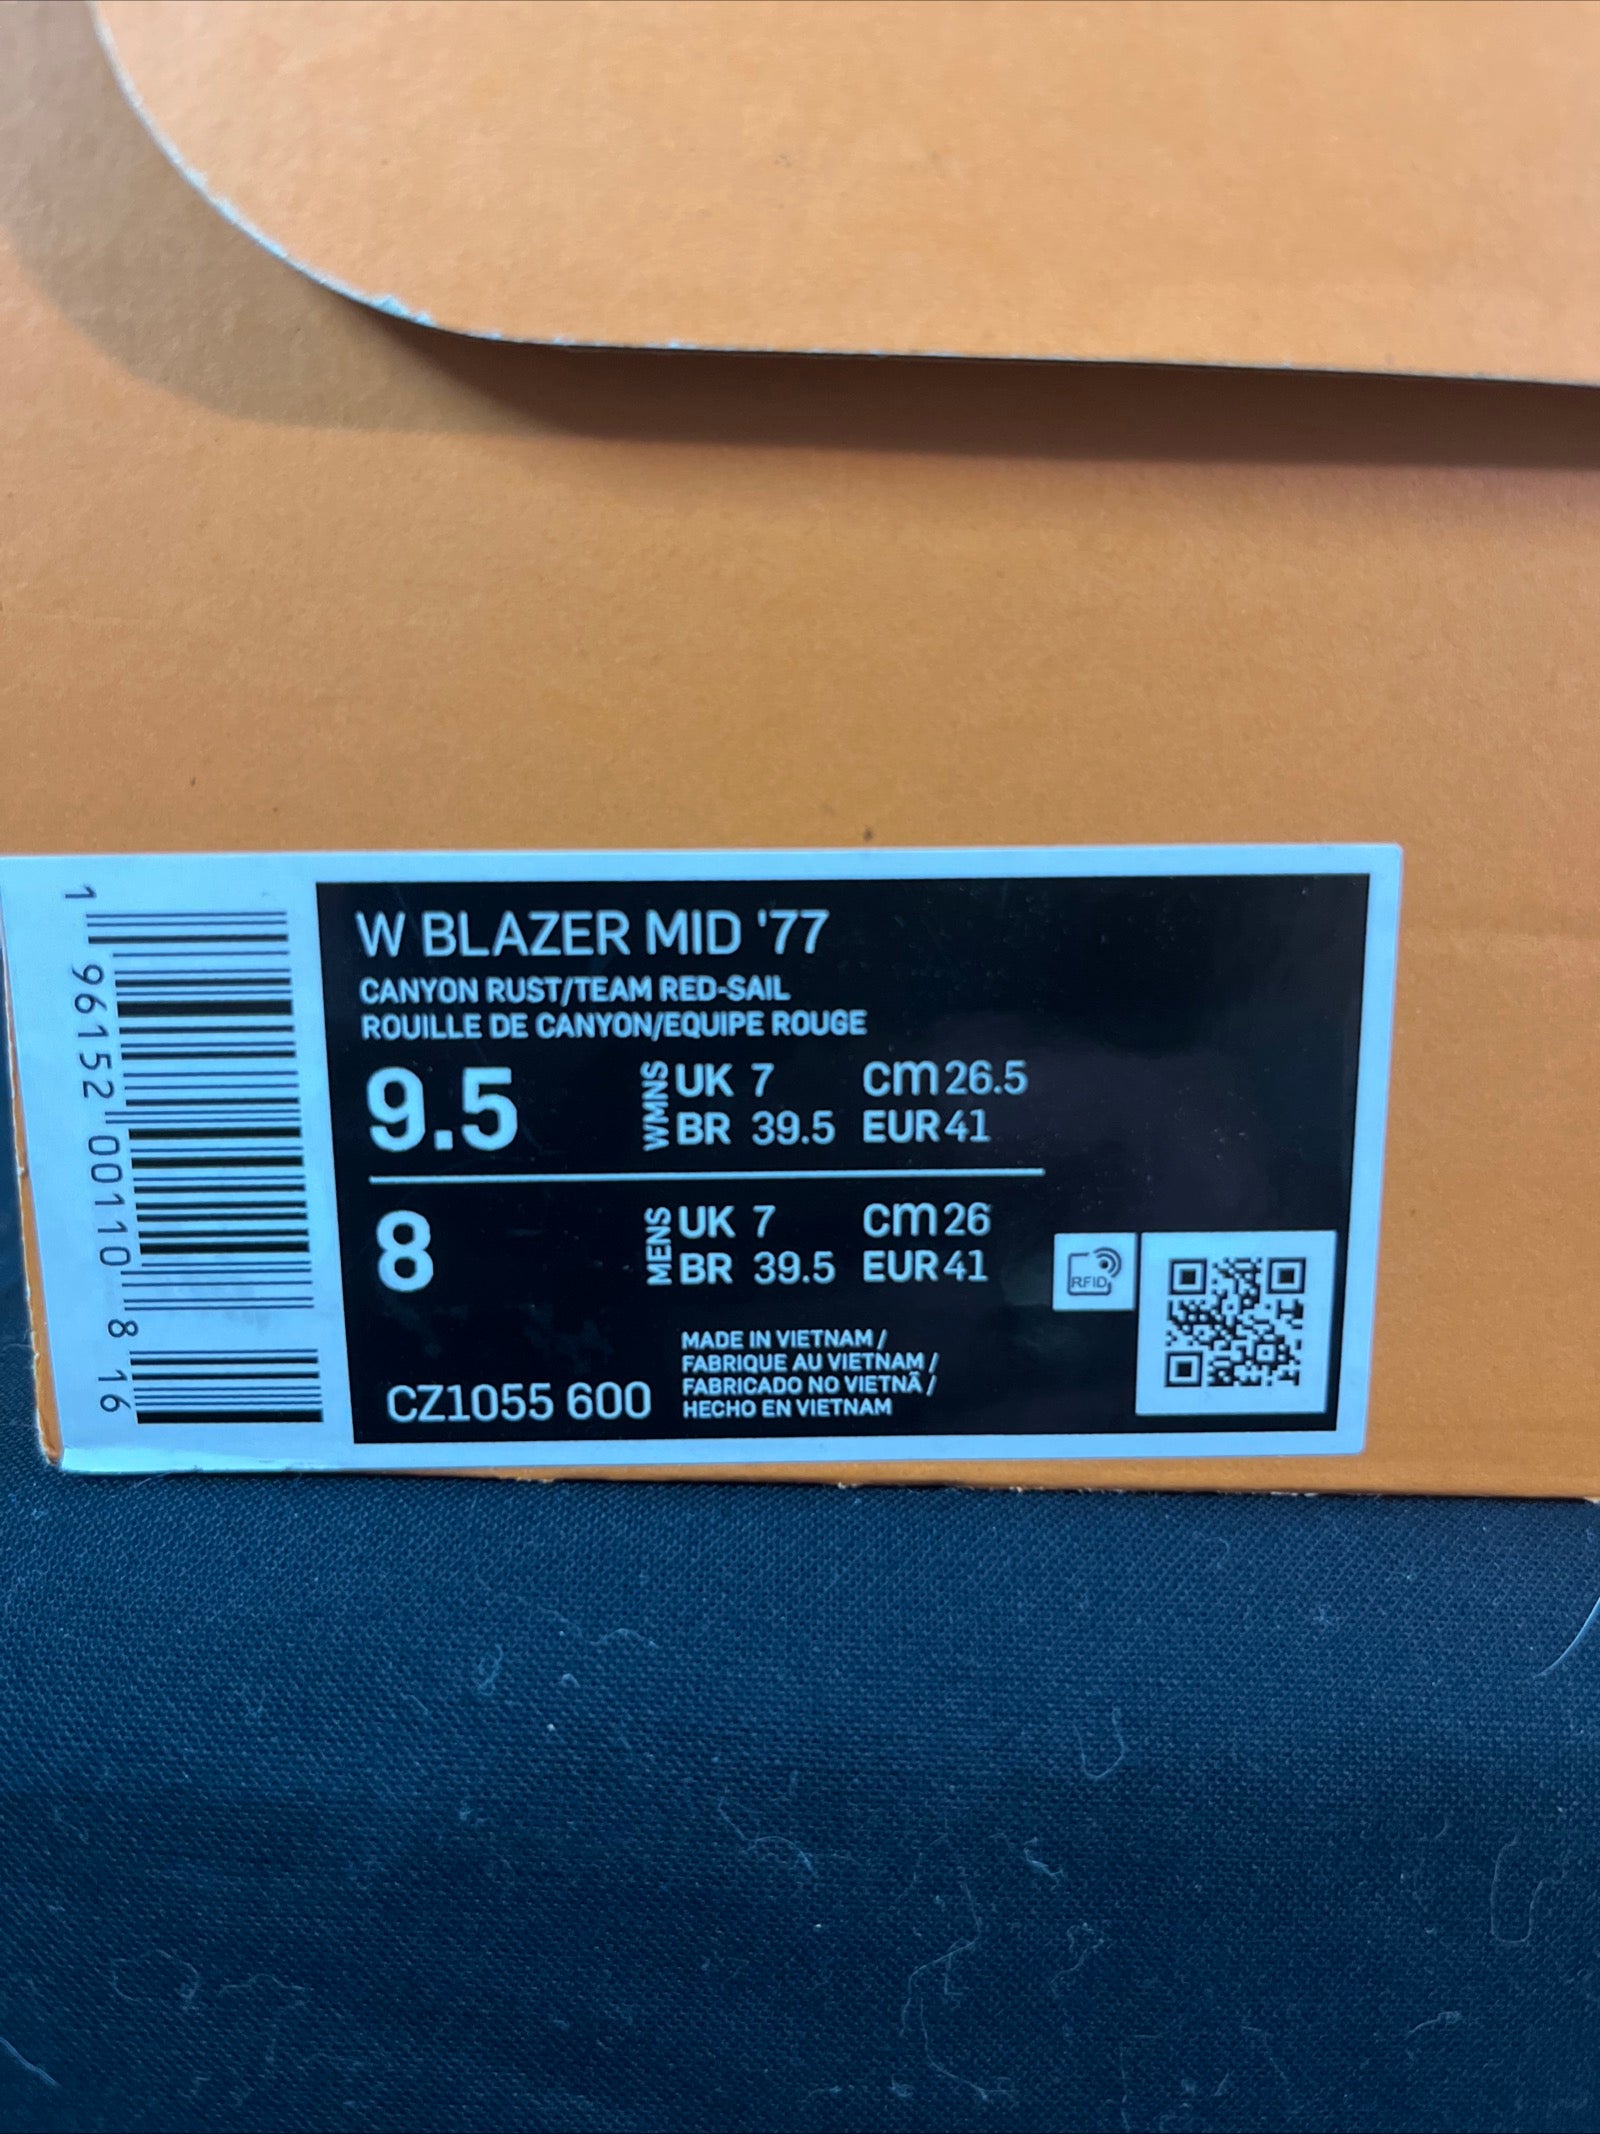 W BLAZER MID '77
CANYON RUST/TEAM RED-SAIL
ROUILLE DE CANYON/EQUIPE ROUGE
9.5 WMNS UK 7 cm 26.5
BR 39.5 EUR 41
8 MENS UK 7 cm 26
BR 39.5 EUR 41
RFID
MADE IN VIETNAM /
FABRIQUE AU VIETNAM /
FABRICADO NO VIETNÃ /
HECHO EN VIETNAM
CZ1055 600
1 96152 00110 8 16